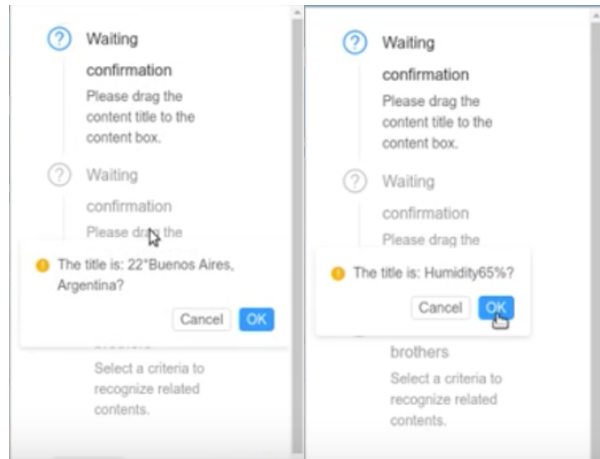 Waiting
confirmation
Please drag the
content title to the
content box.
Waiting
confirmation
Please drag the
The title is: 22°Buenos Aires,
Argentina?
Cancel OK
brothers
Select a criteria to
recognize related
contents.
Waiting
confirmation
Please drag the
content title to the
content box.
Waiting
confirmation
Please drag the
The title is: Humidity65%?
Cancel OK
brothers
Select a criteria to
recognize related
contents.